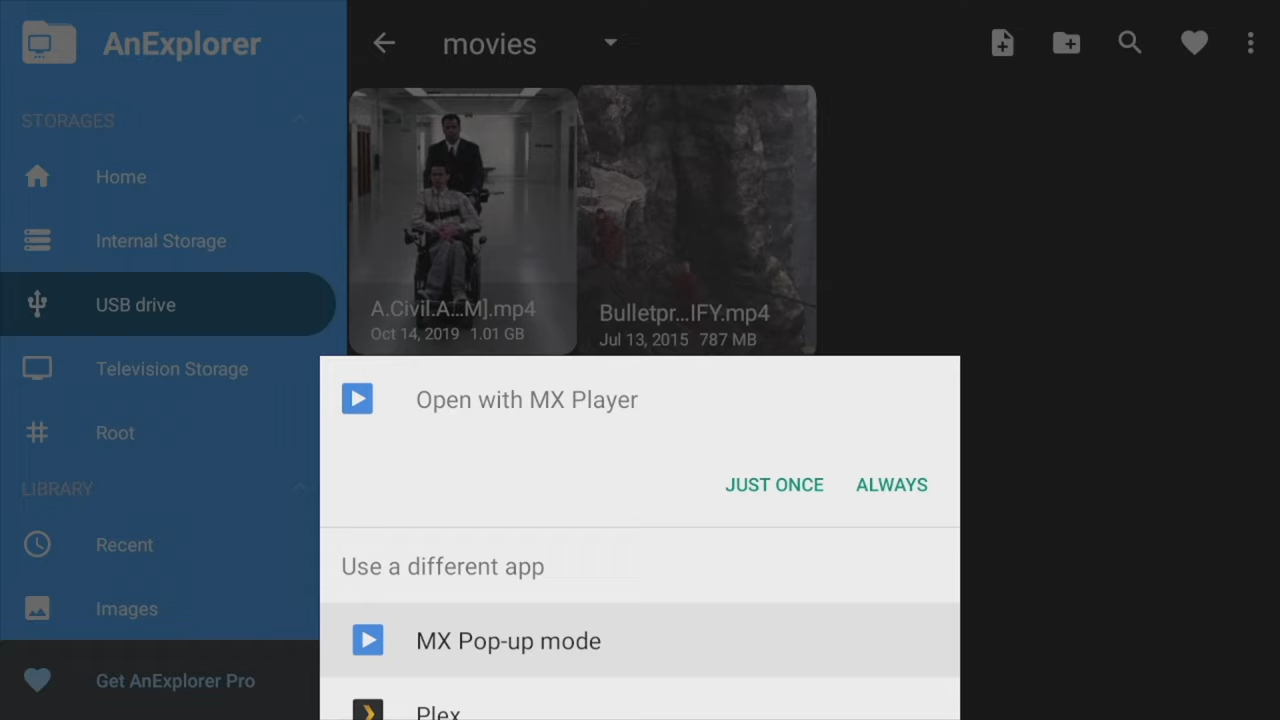 AnExplorer
movies
STORAGES
Home
Internal Storage
USB drive
Television Storage
Root
LIBRARY
Recent
Images
Get AnExplorer Pro
A.Civil.A...M].mp4
Oct 14, 2019 1.01 GB
Bulletpr...IFY.mp4
Jul 13, 2015 787 MB
Open with MX Player
JUST ONCE ALWAYS
Use a different app
MX Pop-up mode
Plex